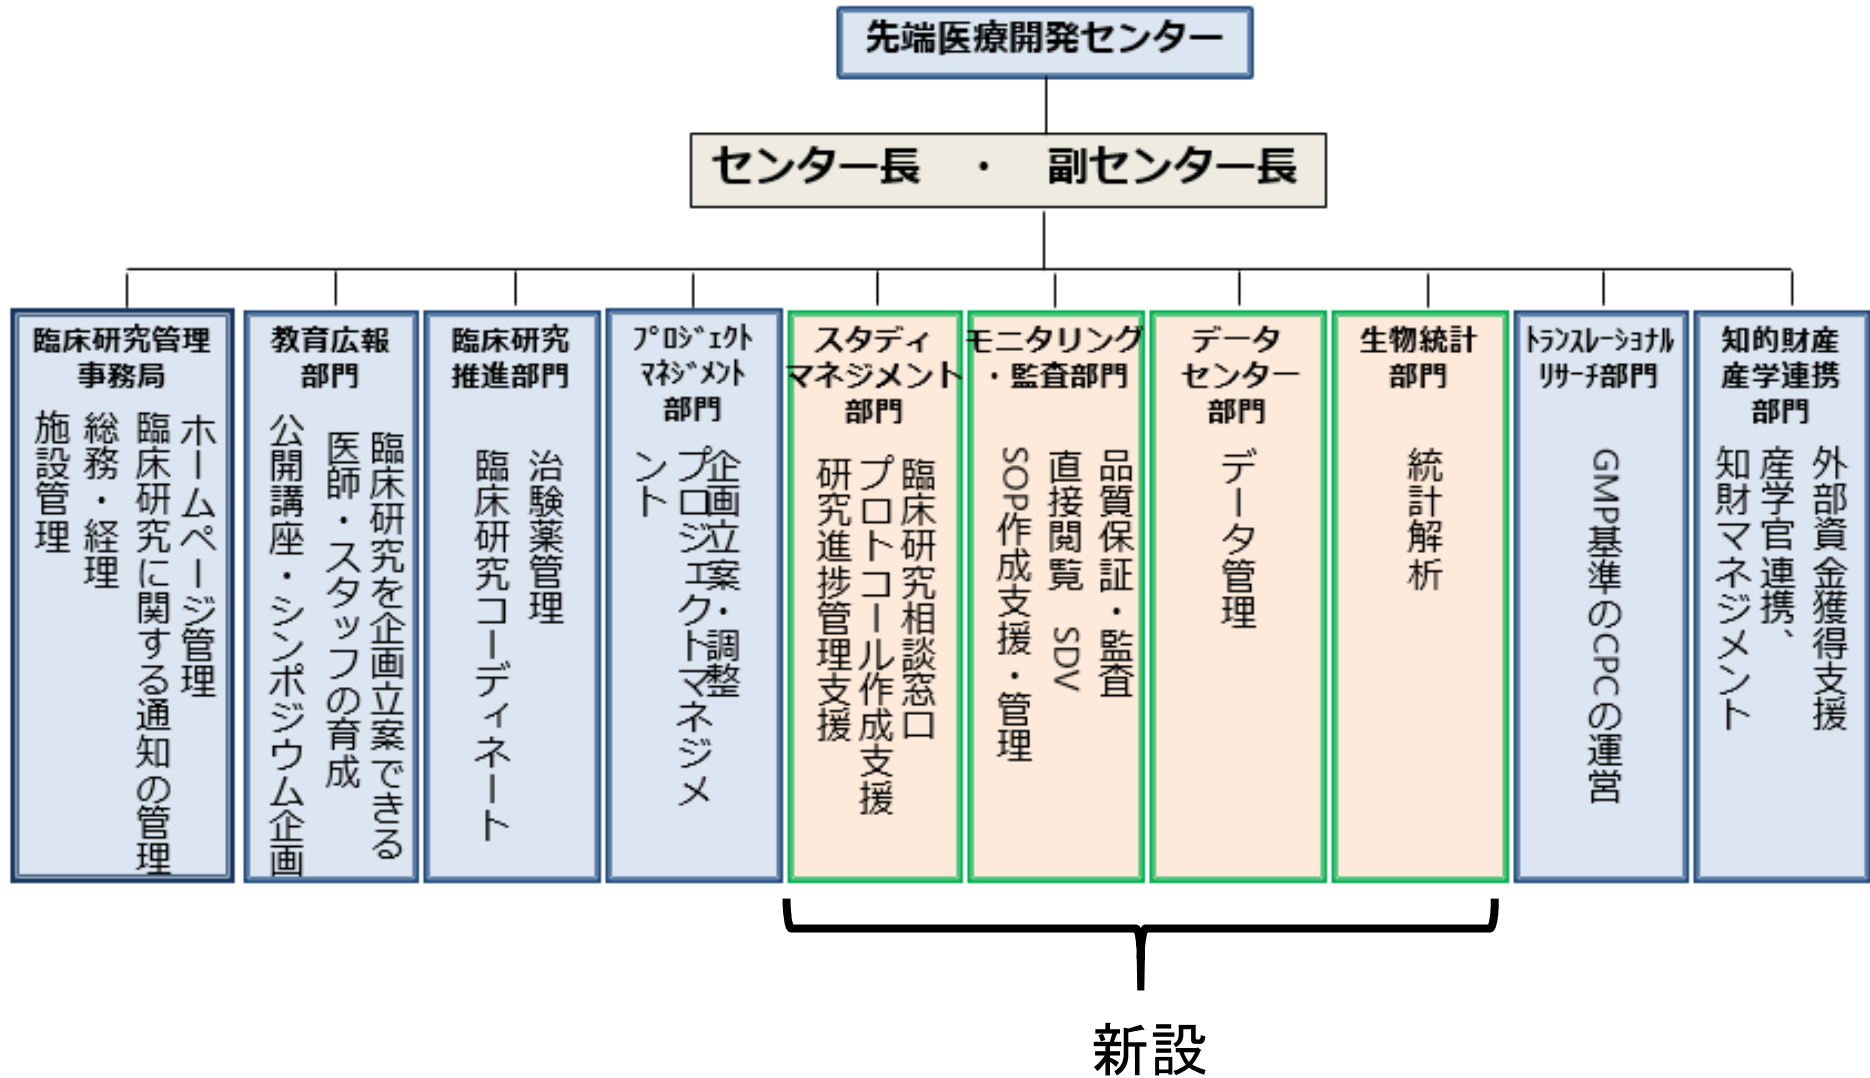 先端医療開発センター
センター長　・　副センター長
臨床研究管理
事務局
ホームページ管理
臨床研究に関する通知の管理
総務・経理
施設管理
教育広報
部門
臨床研究を企画立案できる
医師・スタッフの育成
公開講座・シンポジウム企画
臨床研究
推進部門
治験薬管理
臨床研究コーディネート
ﾌﾟﾛｼﾞｪｸﾄ
ﾏﾈｼﾞﾒﾝﾄ
部門
企画立案・調整
プロジェクトマネジメ
ント
スタディ
マネジメント
部門
臨床研究相談窓口
プロトコール作成支援
研究進捗管理支援
モニタリング
・監査部門
品質保証・監査
直接閲覧　SDV
SOP作成支援・管理
データ
センター
部門
データ管理
生物統計
部門
統計解析
ﾄﾗﾝｽﾚｰｼｮﾅﾙ
ﾘｻｰﾁ部門
GMP基準のCPCの運営
知的財産
産学連携
部門
外部資金獲得支援
産学官連携、
知財マネジメント
新設